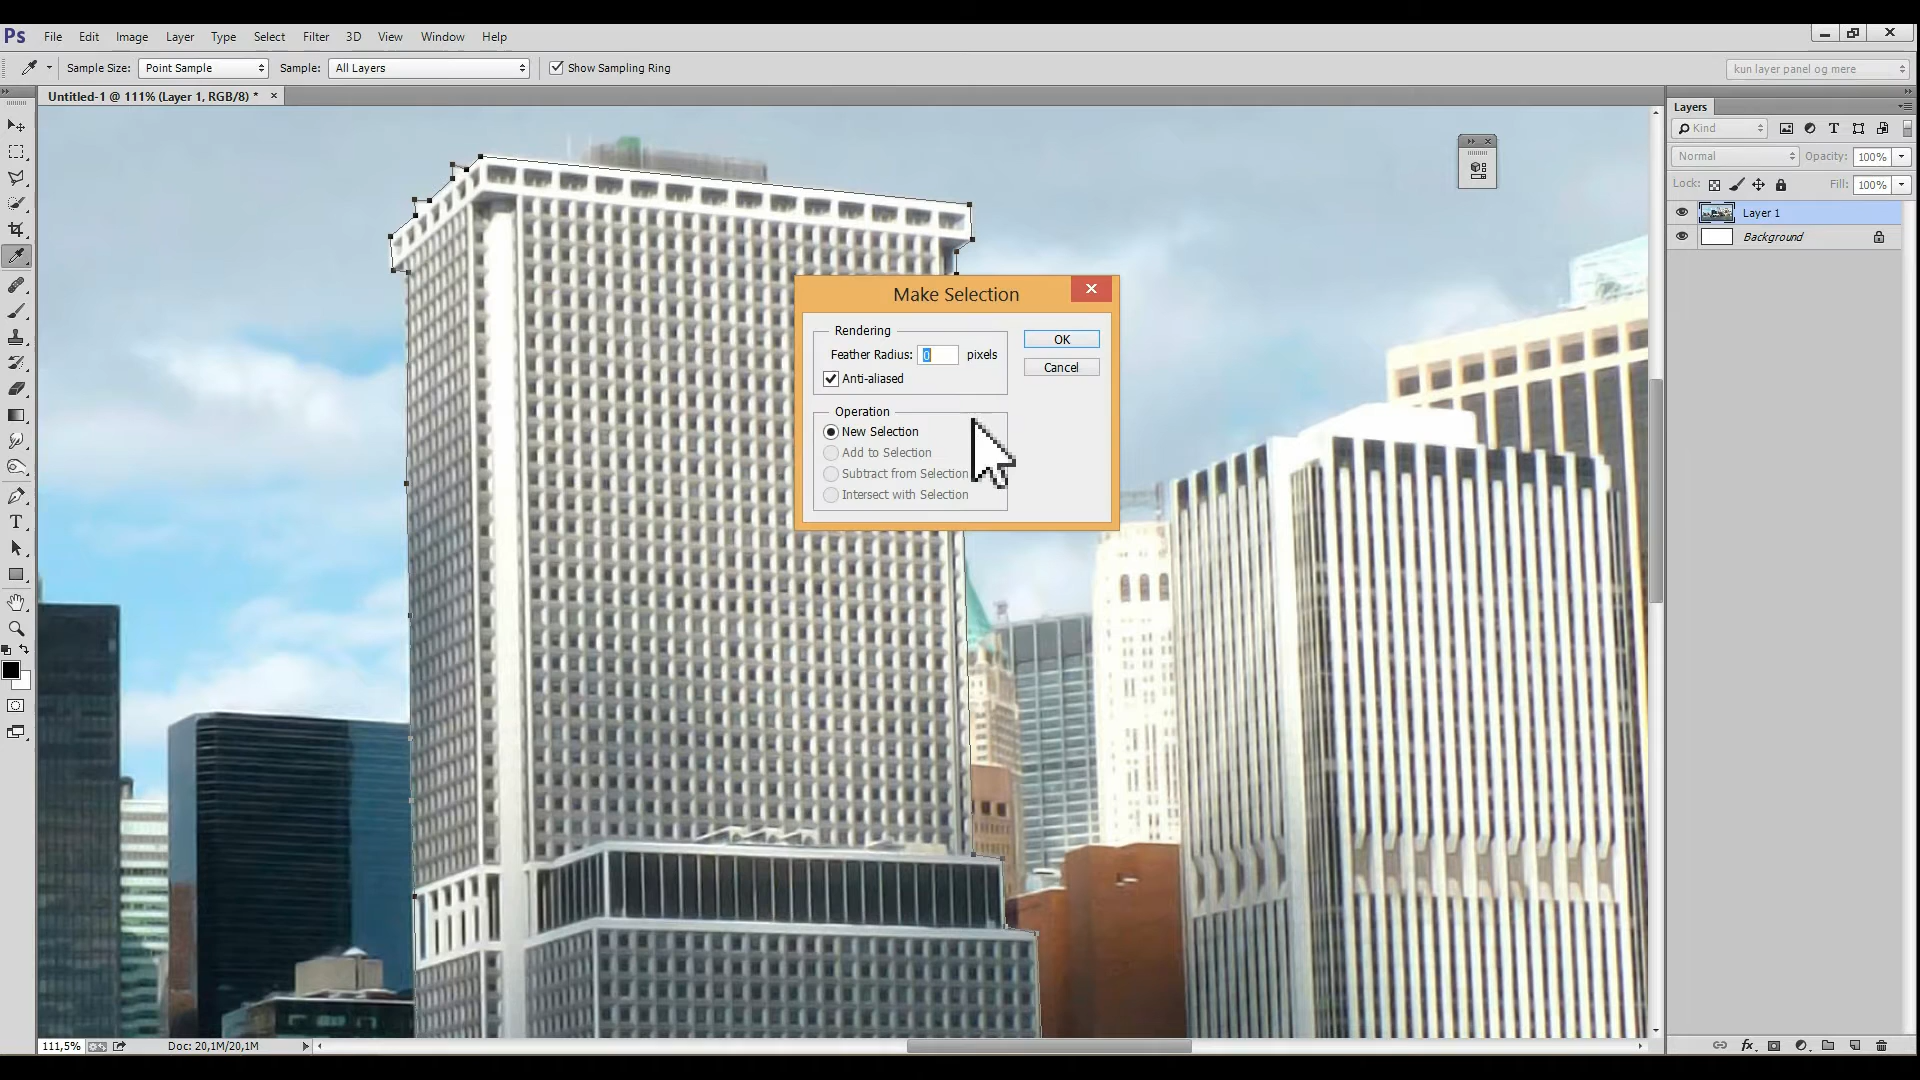 Ps File Edit Image Layer Type Select Filter 3D View Window Help
Sample Size: Point Sample Sample: All Layers Show Sampling Ring kun layer panel og mere
Untitled-1 @ 111% (Layer 1, RGB/8) *
Layers
Kind
Normal Opacity: 100%
Lock: Fill: 100%
Layer 1
Background
Make Selection
Rendering
Feather Radius: 0 pixels
Anti-aliased
OK
Cancel
Operation
New Selection
Add to Selection
Subtract from Selection
Intersect with Selection
111,5% Doc: 20,1M/20,1M
fx